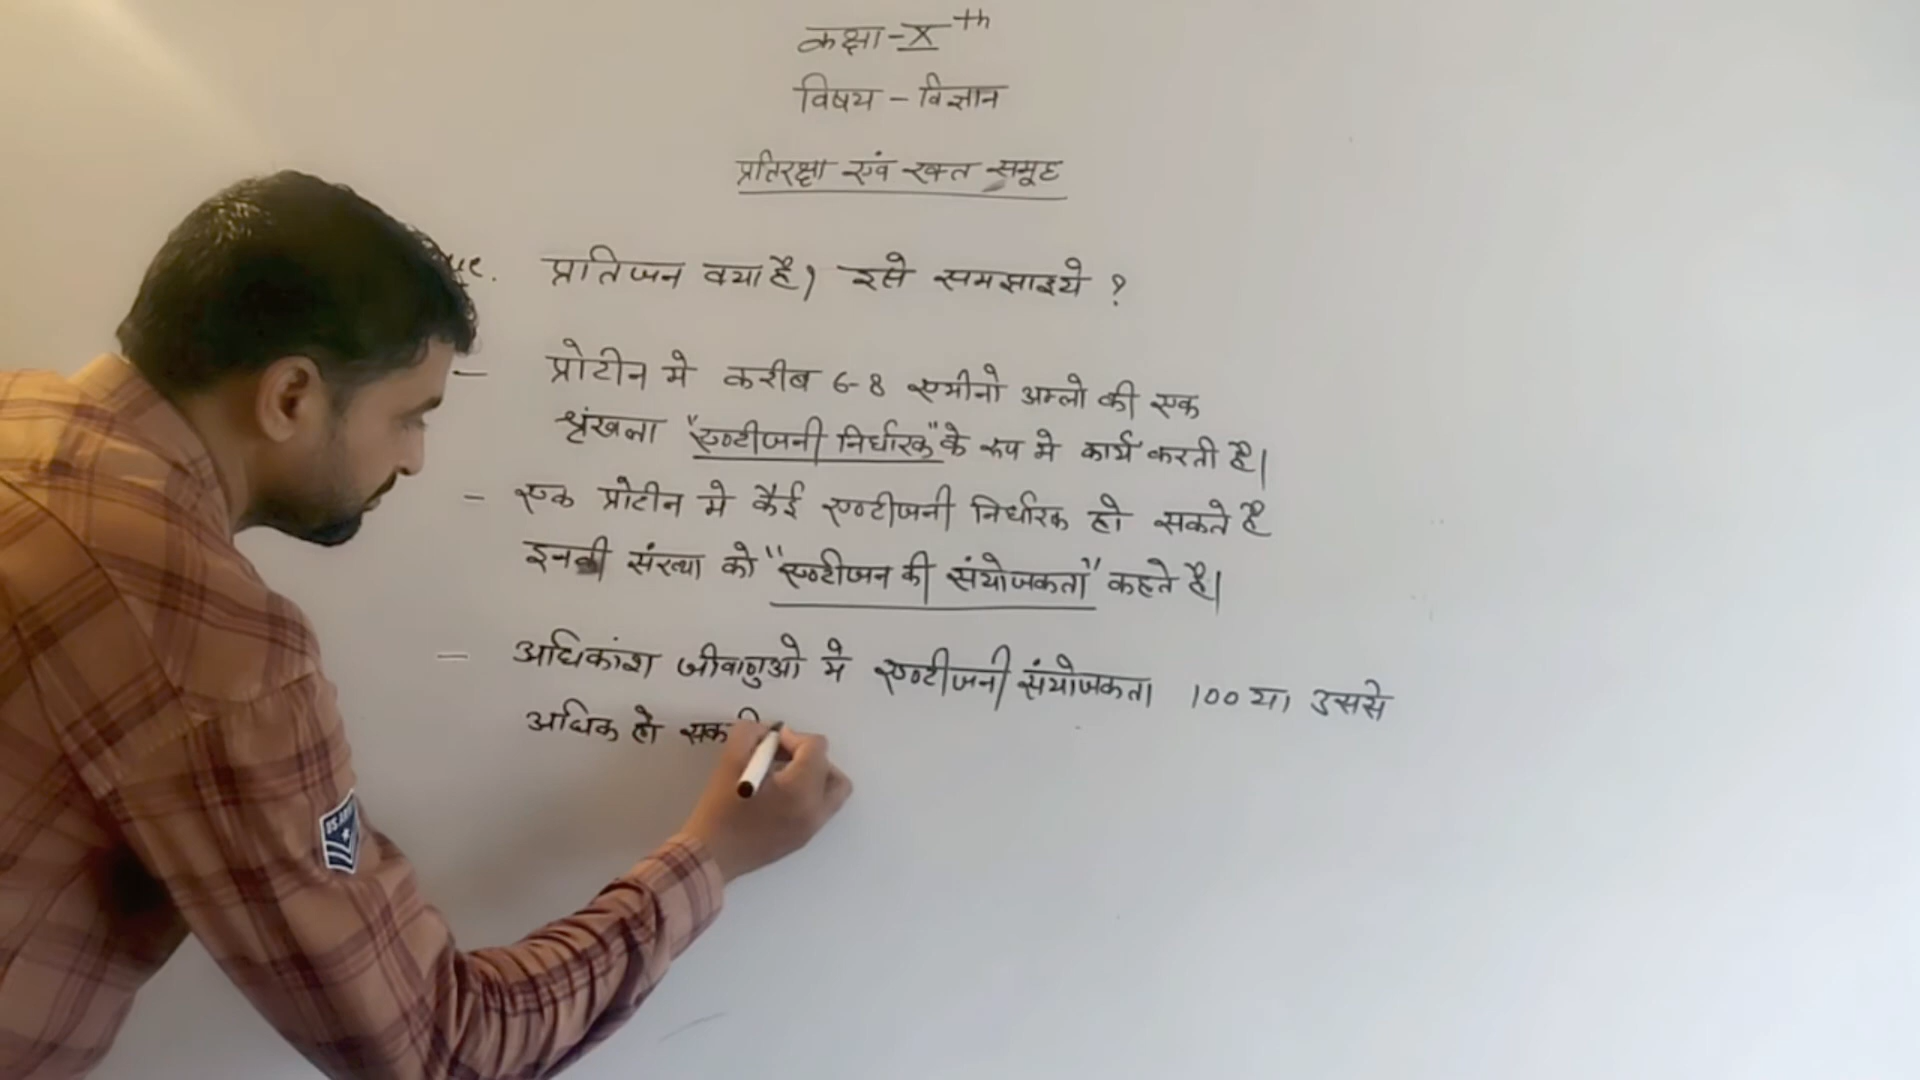 कक्षा - X th
विषय - विज्ञान
प्रतिरक्षा एवं रक्त समूह
प्रतिजन क्या है। इसे समझाइये ?
- प्रोटीन मे करीब 6-8 एमीनो अम्लो की एक
श्रृंखला "एण्टीजनी निर्धारक" के रूप मे कार्य करती है।
- एक प्रोटीन मे कैई एण्टीजनी निर्धारक हो सकते है
इनकी संख्या को "एण्टीजन की संयोजकता" कहते है।
- अधिकांश जीवाणुओ मे एण्टीजनी संयोजकता 100 या उससे
अधिक हो